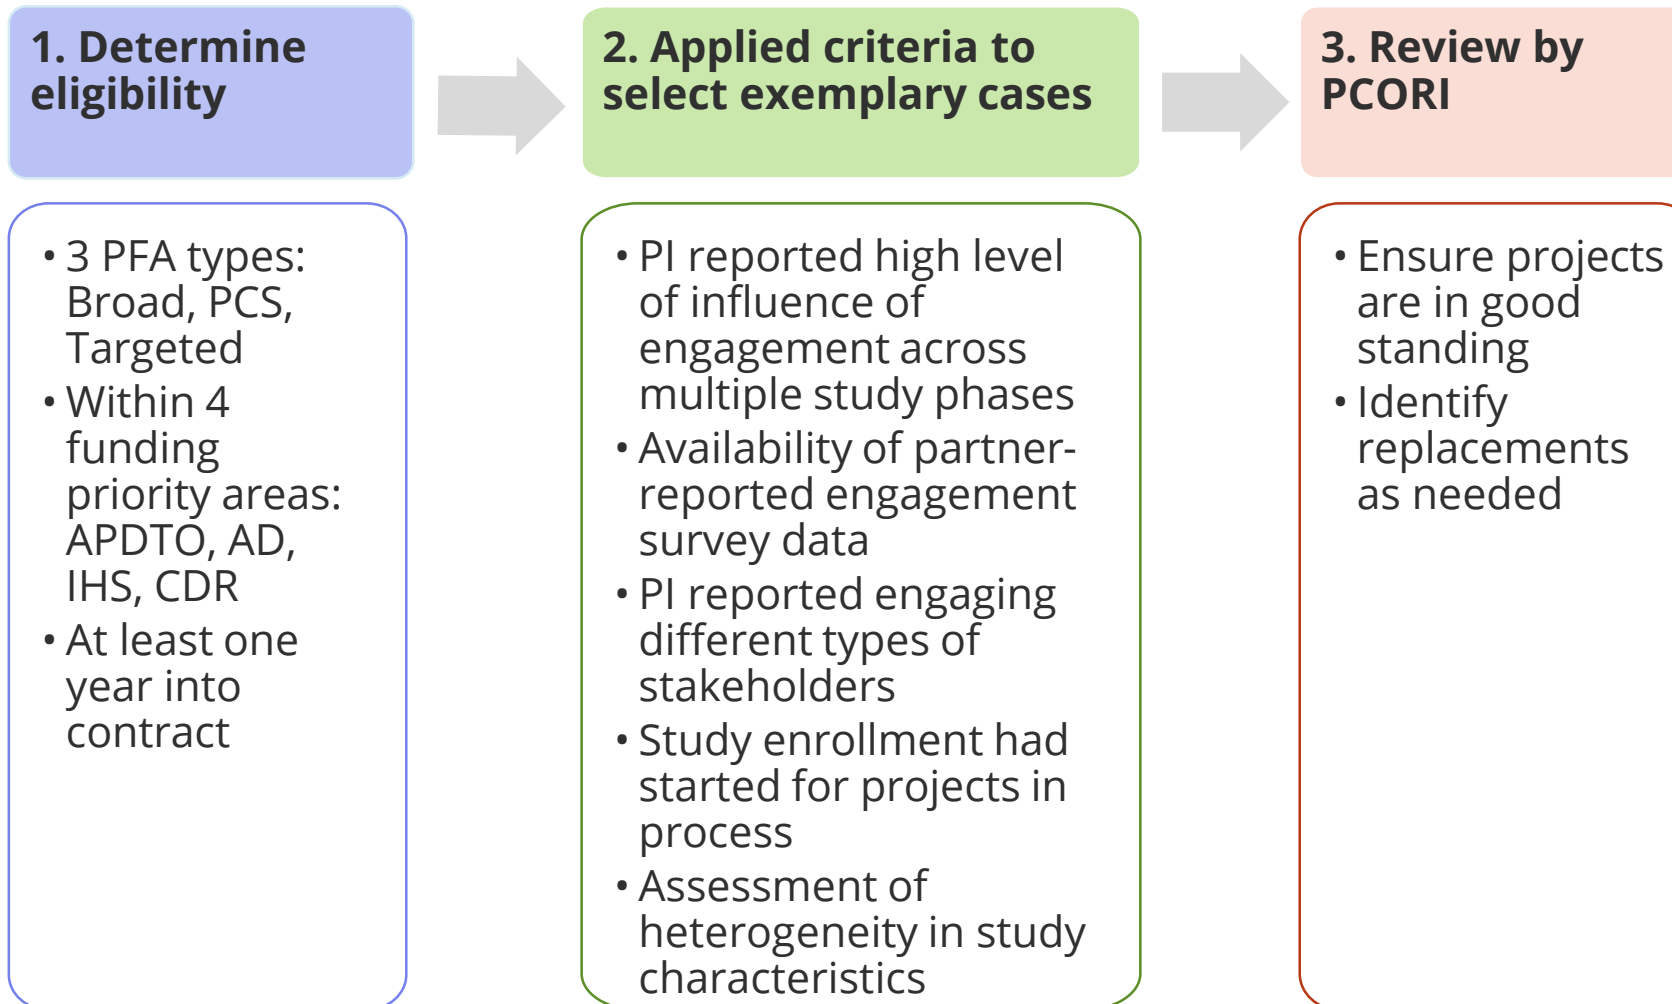 1. Determine
eligibility
2. Applied criteria to
select exemplary cases
3. Review by
PCORI
• 3 PFA types:
Broad, PCS,
Targeted
• Within 4
funding
priority areas:
APDTO, AD,
IHS, CDR
• At least one
year into
contract
• PI reported high level
of influence of
engagement across
multiple study phases
• Availability of partner-
reported engagement
survey data
• PI reported engaging
different types of
stakeholders
• Study enrollment had
started for projects in
process
• Assessment of
heterogeneity in study
characteristics
• Ensure projects
are in good
standing
• Identify
replacements
as needed